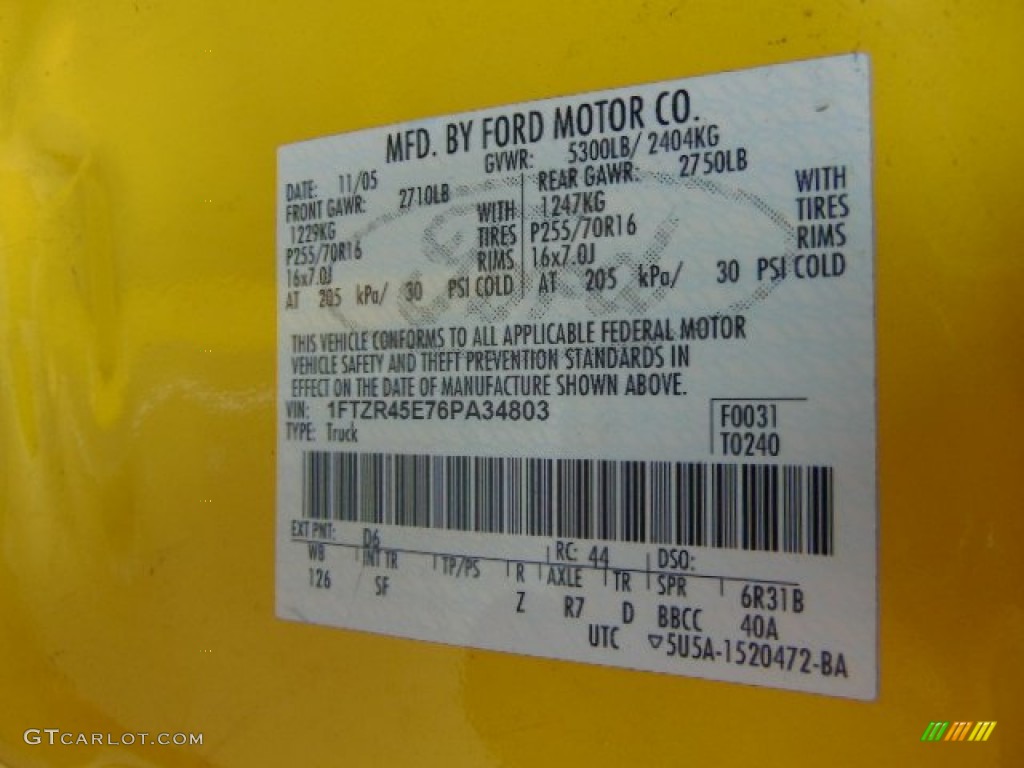 MFD. BY FORD MOTOR CO.
DATE: 11/05 GVWR: 5300LB/ 2404KG
FRONT GAWR: 2710LB REAR GAWR: 2750LB
1229KG WITH 1247KG WITH
P255/70R16 TIRES P255/70R16 TIRES
16x7.0J RIMS 16x7.0J RIMS
AT 205 kPa/ 30 PSI COLD AT 205 kPa/ 30 PSI COLD
THIS VEHICLE CONFORMS TO ALL APPLICABLE FEDERAL MOTOR
VEHICLE SAFETY AND THEFT PREVENTION STANDARDS IN
EFFECT ON THE DATE OF MANUFACTURE SHOWN ABOVE.
VIN: 1FTZR45E76PA34803 F0031
TYPE: Truck T0240
EXT PNT: D6 RC: 44 DSO:
WB INT TR TP/PS R AXLE TR SPR 6R31B
126 SF Z R7 D BBCC 40A
UTC ▽5U5A-1520472-BA
GTCARLOT.COM